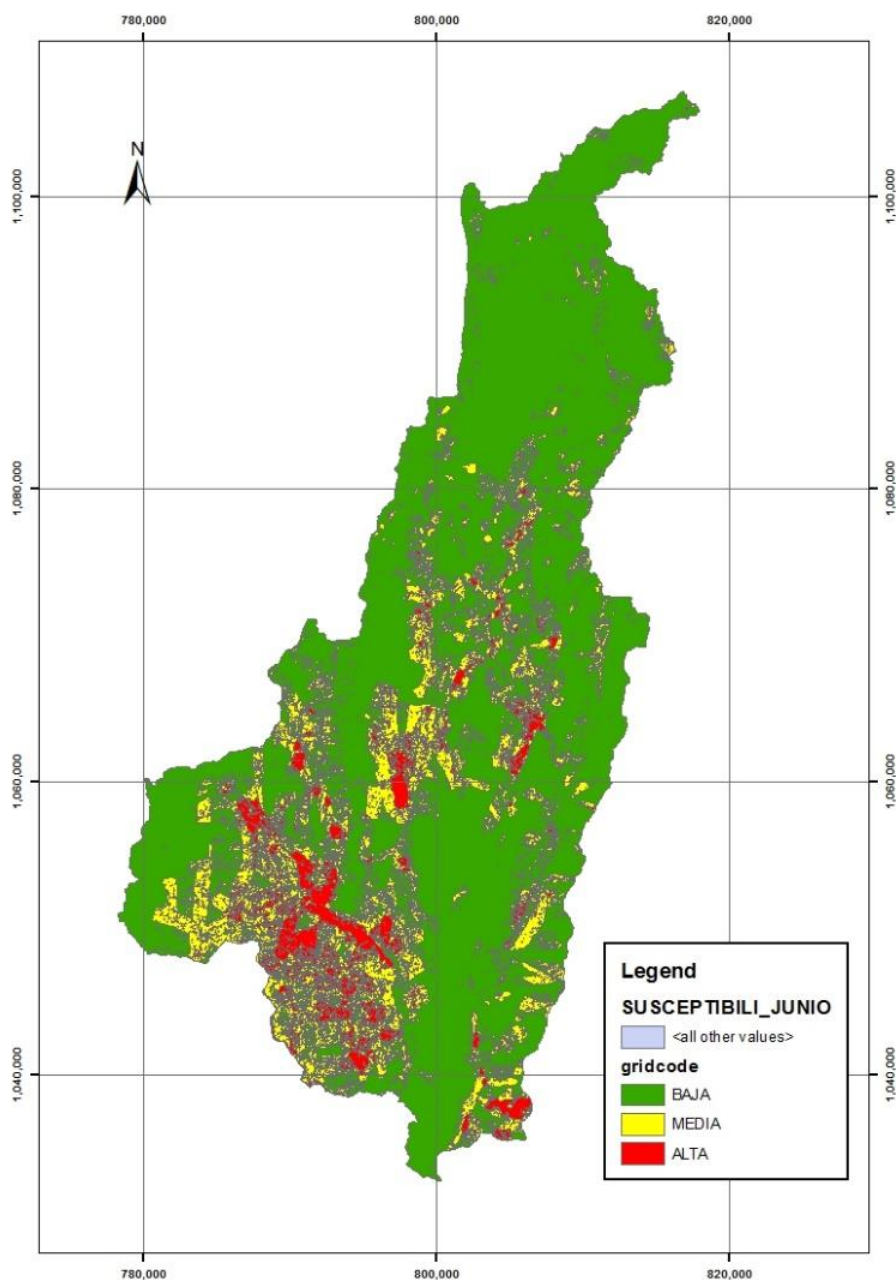 780,000 800,000 820,000
N
1,100,000 1,100,000
1,080,000 1,080,000
1,060,000 1,060,000
Legend
SUSCEPTIBILI_JUNIO
<all other values>
gridcode
BAJA
MEDIA
ALTA
1,040,000 1,040,000
780,000 800,000 820,000